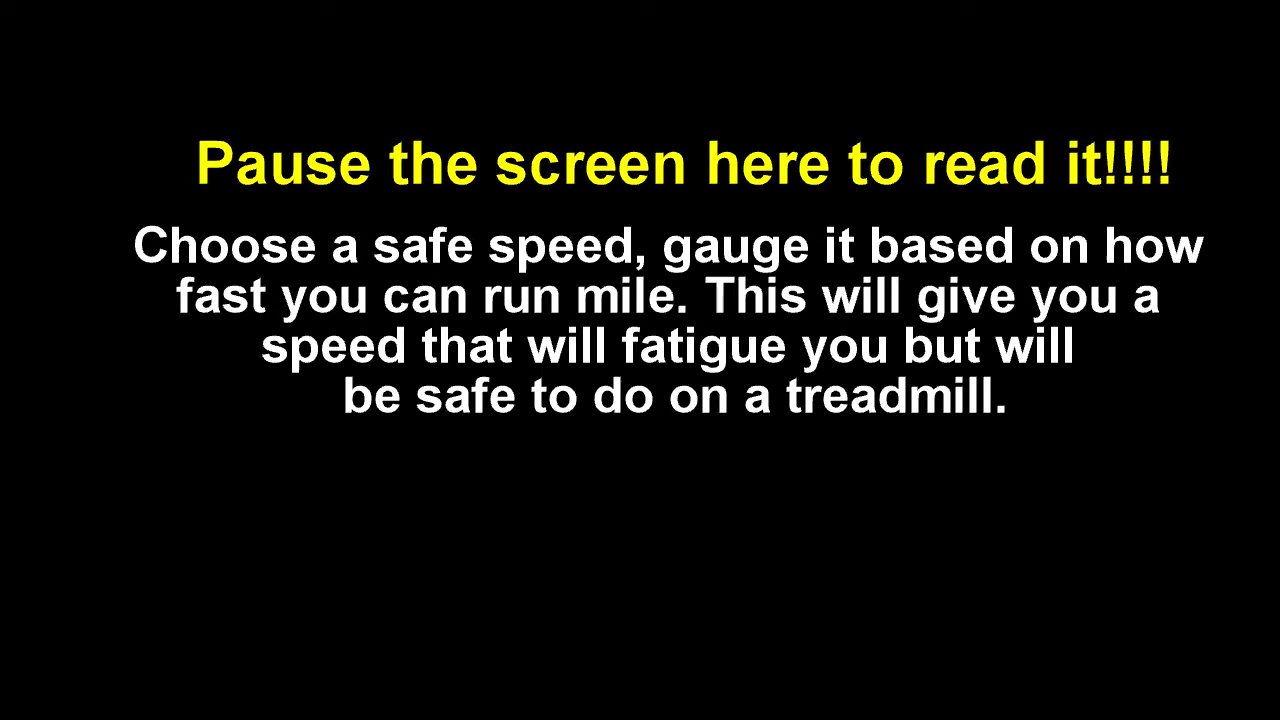 Pause the screen here to read it!!!!
Choose a safe speed, gauge it based on how
fast you can run mile. This will give you a
speed that will fatigue you but will
be safe to do on a treadmill.